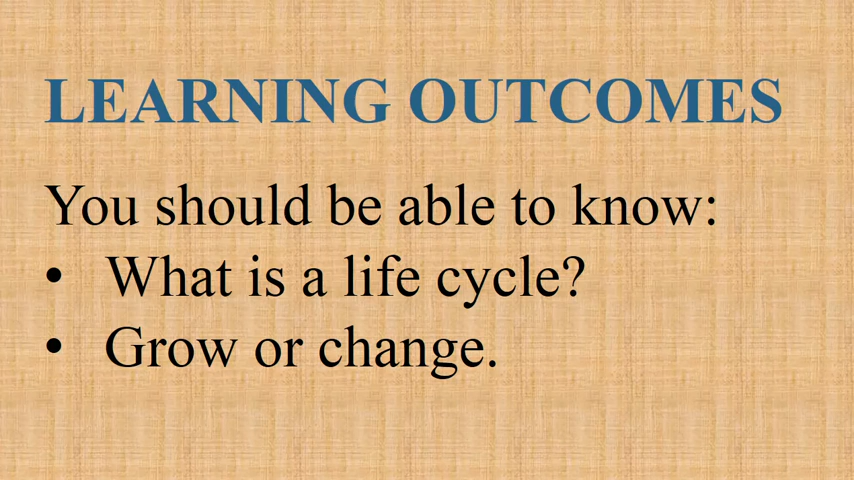 LEARNING OUTCOMES
You should be able to know:
• What is a life cycle?
• Grow or change.